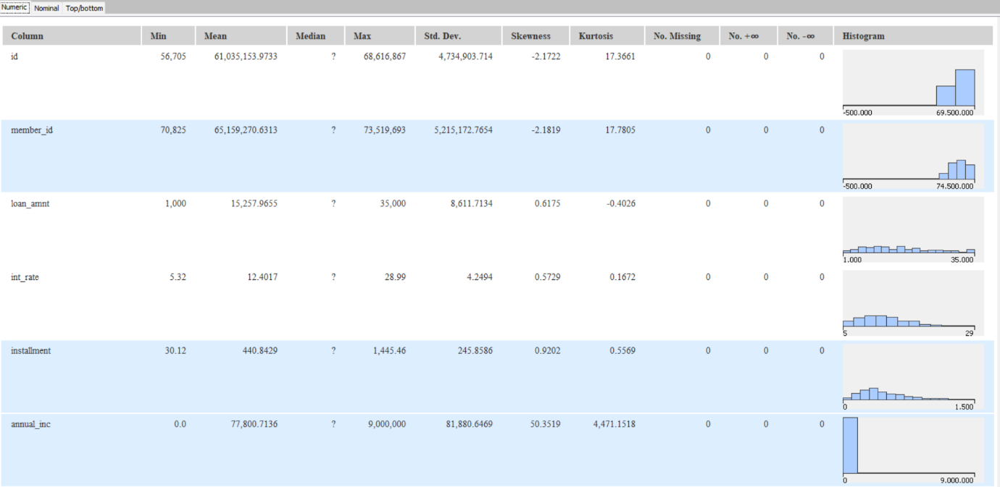 Numeric Nominal Top/bottom
Column Min Mean Median Max Std. Dev. Skewness Kurtosis No. Missing No. +∞ No. -∞ Histogram
id 56,705 61,035,153.9733 ? 68,616,867 4,734,903.714 -2.1722 17.3661 0 0 0
-500.000 69.500.000
member_id 70,825 65,159,270.6313 ? 73,519,693 5,215,172.7654 -2.1819 17.7805 0 0 0
-500.000 74.500.000
loan_amnt 1,000 15,257.9655 ? 35,000 8,611.7134 0.6175 -0.4026 0 0 0
1.000 35.000
int_rate 5.32 12.4017 ? 28.99 4.2494 0.5729 0.1672 0 0 0
5 29
installment 30.12 440.8429 ? 1,445.46 245.8586 0.9202 0.5569 0 0 0
0 1.500
annual_inc 0.0 77,800.7136 ? 9,000,000 81,880.6469 50.3519 4,471.1518 0 0 0
0 9.000.000